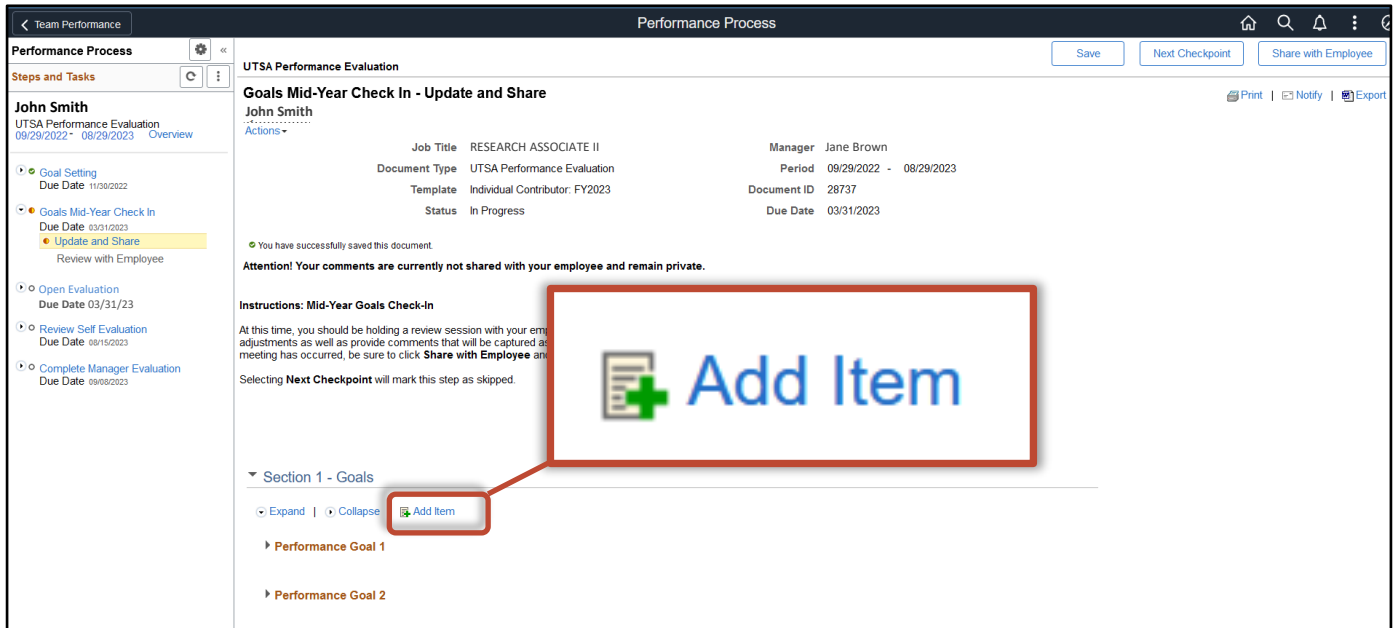 Team Performance
Performance Process
Performance Process
«
Steps and Tasks
John Smith
UTSA Performance Evaluation
09/29/2022 - 08/29/2023 Overview
Goal Setting
Due Date 11/30/2022
Goals Mid-Year Check In
Due Date 03/31/2023
Update and Share
Review with Employee
Open Evaluation
Due Date 03/31/23
Review Self Evaluation
Due Date 08/15/2023
Complete Manager Evaluation
Due Date 09/08/2023
Save Next Checkpoint Share with Employee
UTSA Performance Evaluation
Goals Mid-Year Check In - Update and Share
Print | Notify | Export
John Smith
Actions
Job Title RESEARCH ASSOCIATE II Manager Jane Brown
Document Type UTSA Performance Evaluation Period 09/29/2022 - 08/29/2023
Template Individual Contributor: FY2023 Document ID 28737
Status In Progress Due Date 03/31/2023
You have successfully saved this document.
Attention! Your comments are currently not shared with your employee and remain private.
Instructions: Mid-Year Goals Check-In
At this time, you should be holding a review session with your
adjustments as well as provide comments that will be captured
meeting has occurred, be sure to click Share with Employee
Selecting Next Checkpoint will mark this step as skipped.
Add Item
Section 1 - Goals
Expand | Collapse Add Item
Performance Goal 1
Performance Goal 2